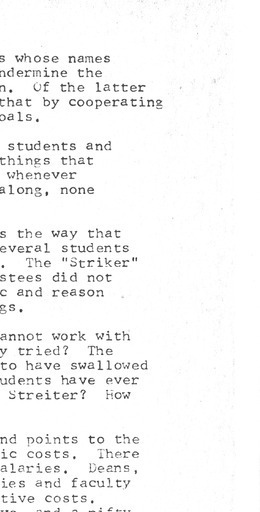 s whose names
ndermine the
n. Of the latter
that by cooperating
oals.
students and
things that
whenever
along, none
s the way that
everal students
. The "Striker"
stees did not
c and reason
gs.
annot work with
y tried? The
to have swallowed
udents have ever
Streiter? How
nd points to the
ic costs. There
alaries. Deans,
ies and faculty
tive costs.
and a nifty